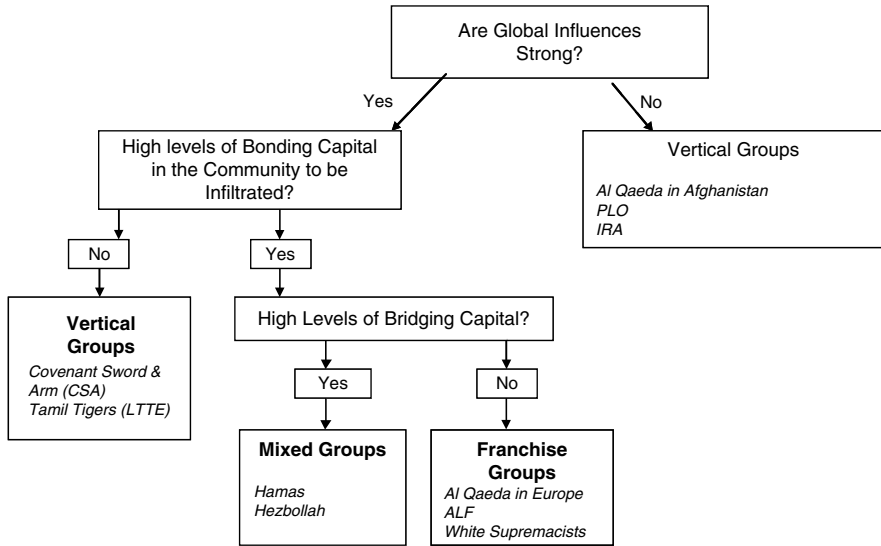 Are Global Influences
Strong?
Yes
No
High levels of Bonding Capital
in the Community to be
Infiltrated?
Vertical Groups
Al Qaeda in Afghanistan
PLO
IRA
No
Yes
Vertical
Groups
Covenant Sword &
Arm (CSA)
Tamil Tigers (LTTE)
High Levels of Bridging Capital?
Yes
No
Mixed Groups
Hamas
Hezbollah
Franchise
Groups
Al Qaeda in Europe
ALF
White Supremacists